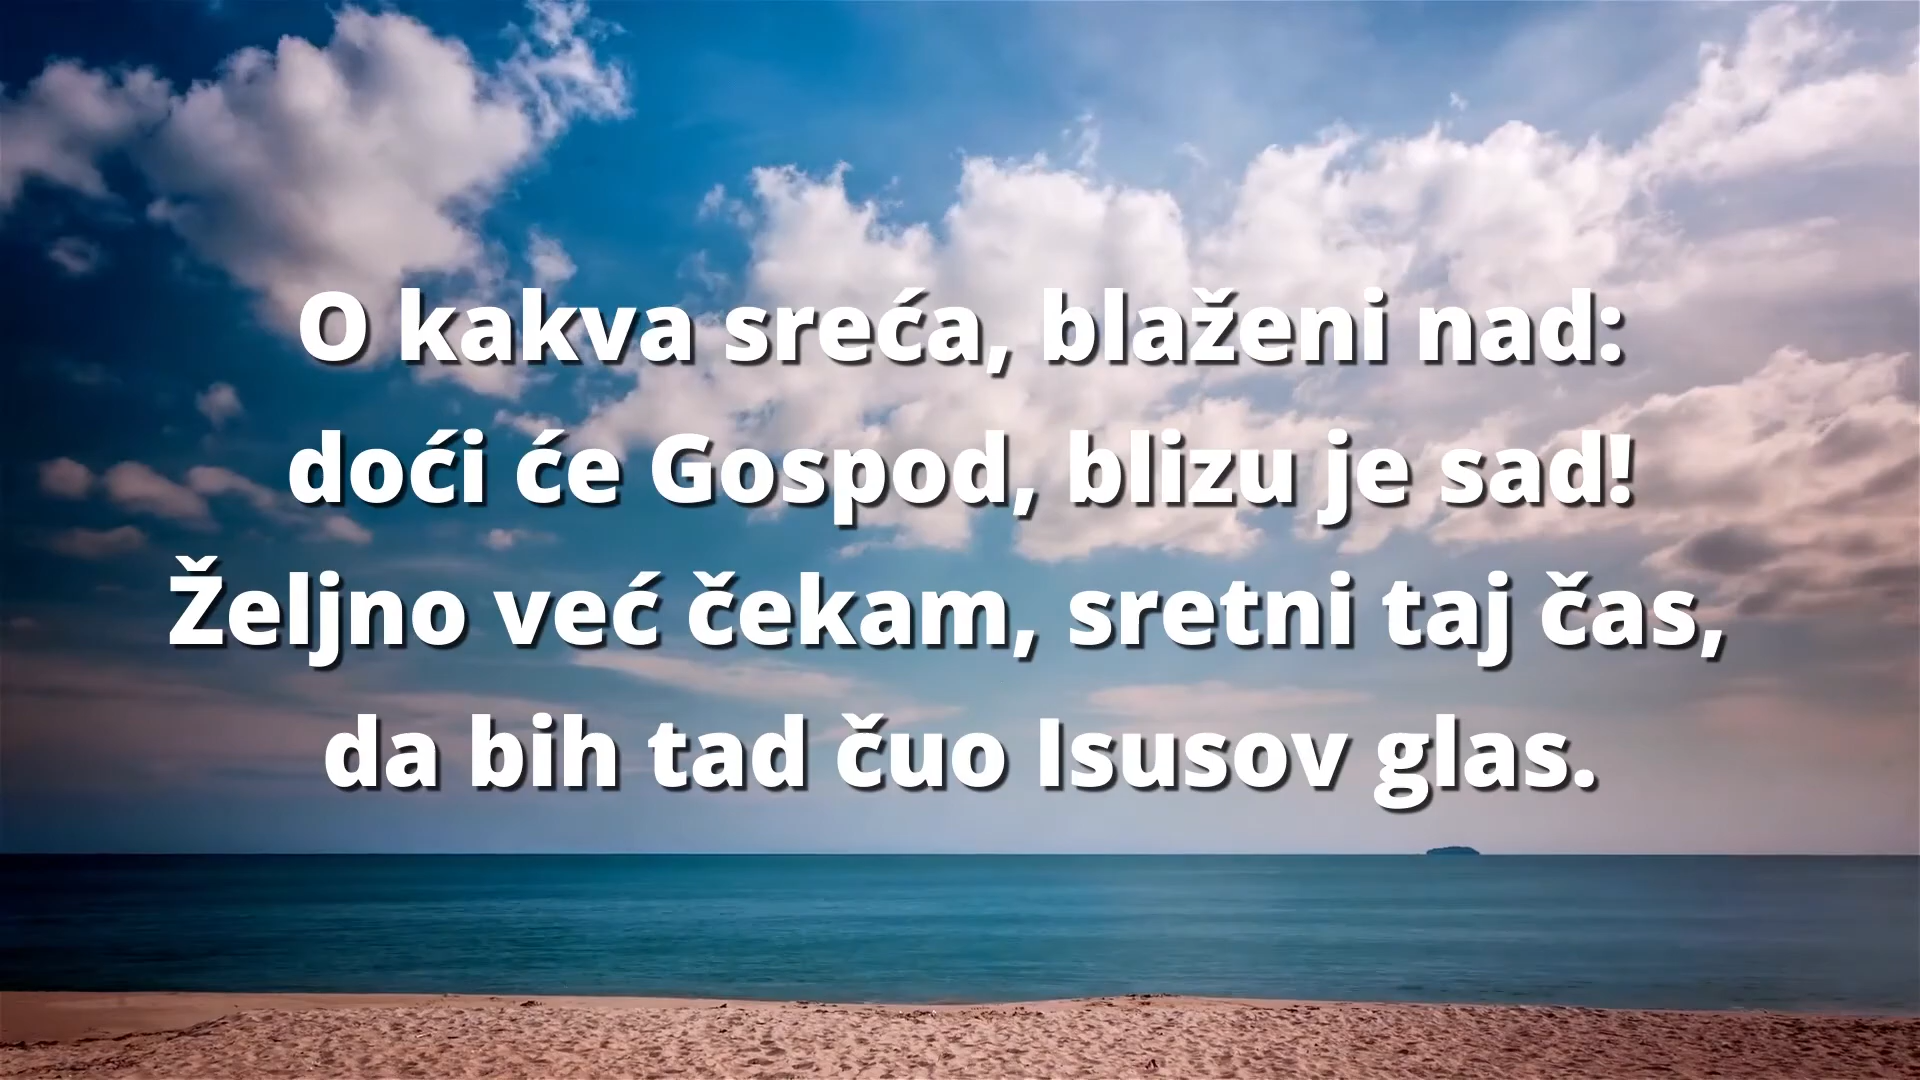 O kakva sreća, blaženi nad:
doći će Gospod, blizu je sad!
Željno već čekam, sretni taj čas,
da bih tad čuo Isusov glas.